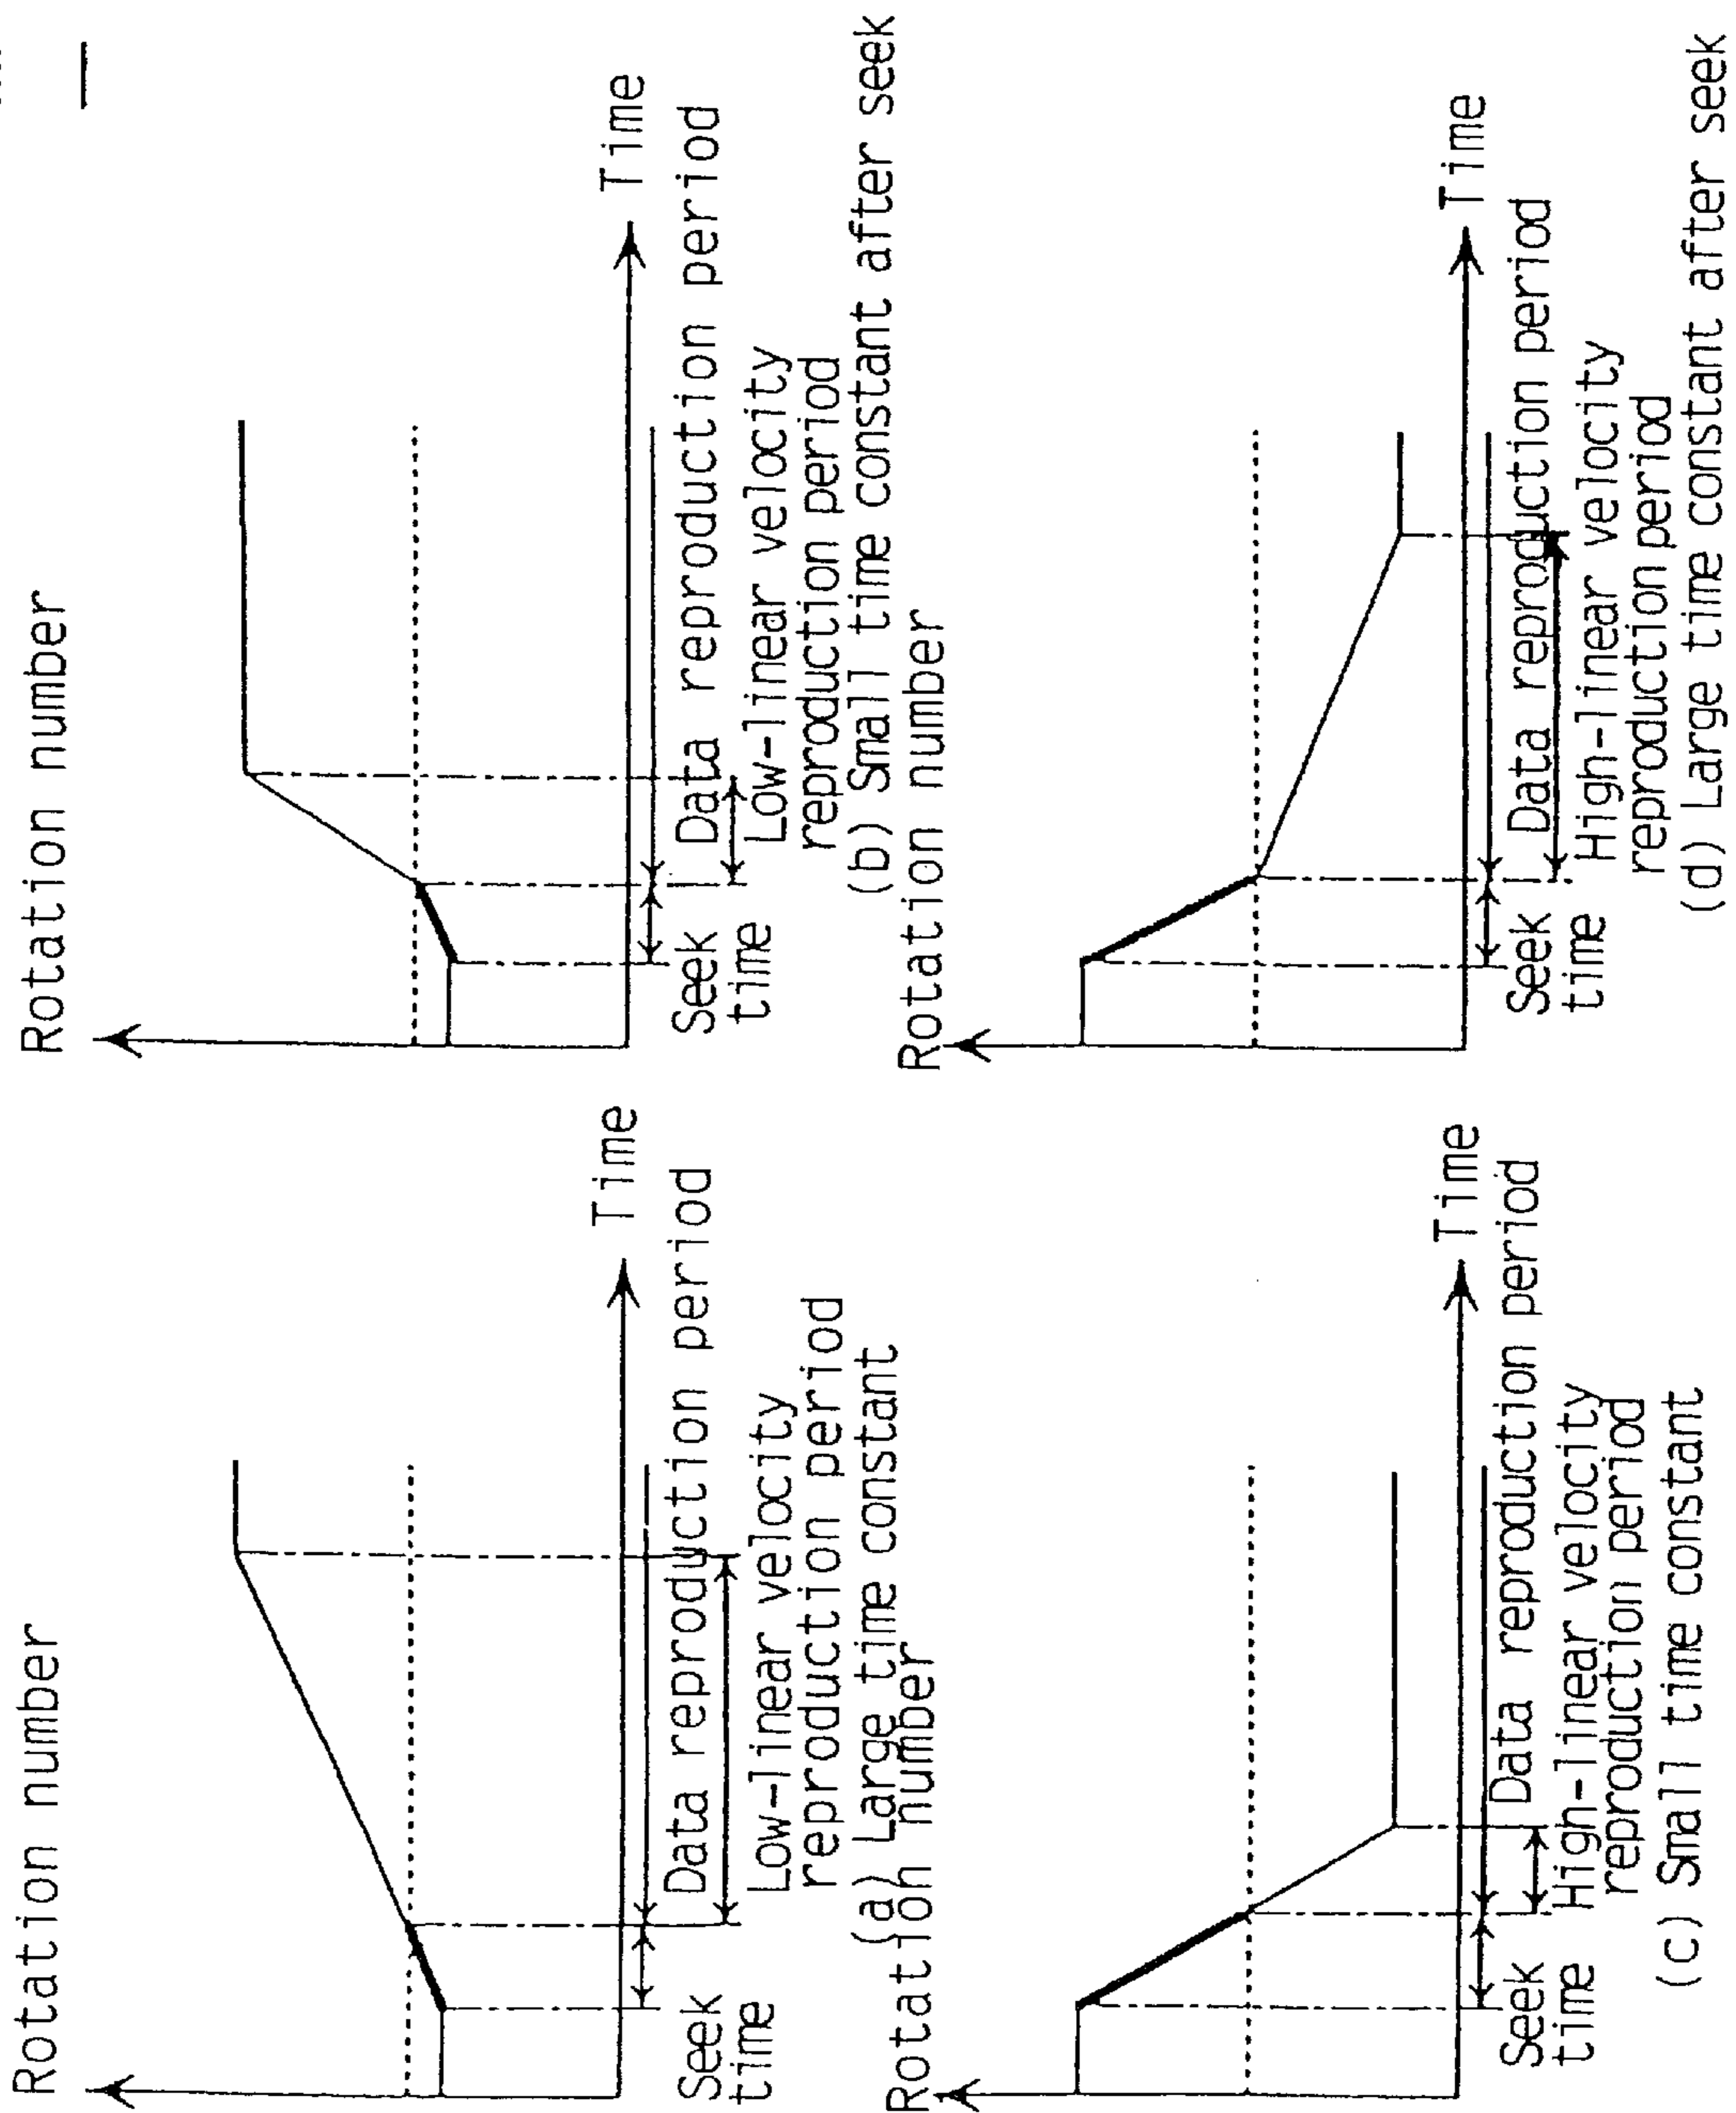 Rotation number
Time
Seek
time
Data reproduction period
Low-linear velocity
reproduction period
(a) Large time constant
Rotation number
Time
Seek
time
Data reproduction period
Low-linear velocity
reproduction period
(b) Small time constant after seek
Rotation number
Time
Seek
time
Data reproduction period
High-linear velocity
reproduction period
(c) Small time constant
Rotation number
Time
Seek
time
Data reproduction period
High-linear velocity
reproduction period
(d) Large time constant after seek